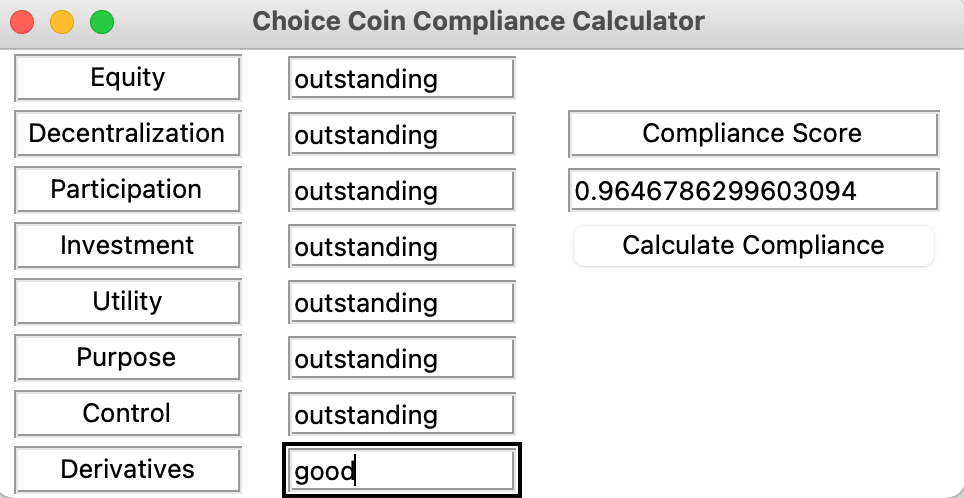 Choice Coin Compliance Calculator
Equity outstanding
Decentralization outstanding Compliance Score
Participation outstanding 0.9646786299603094
Investment outstanding Calculate Compliance
Utility outstanding
Purpose outstanding
Control outstanding
Derivatives good